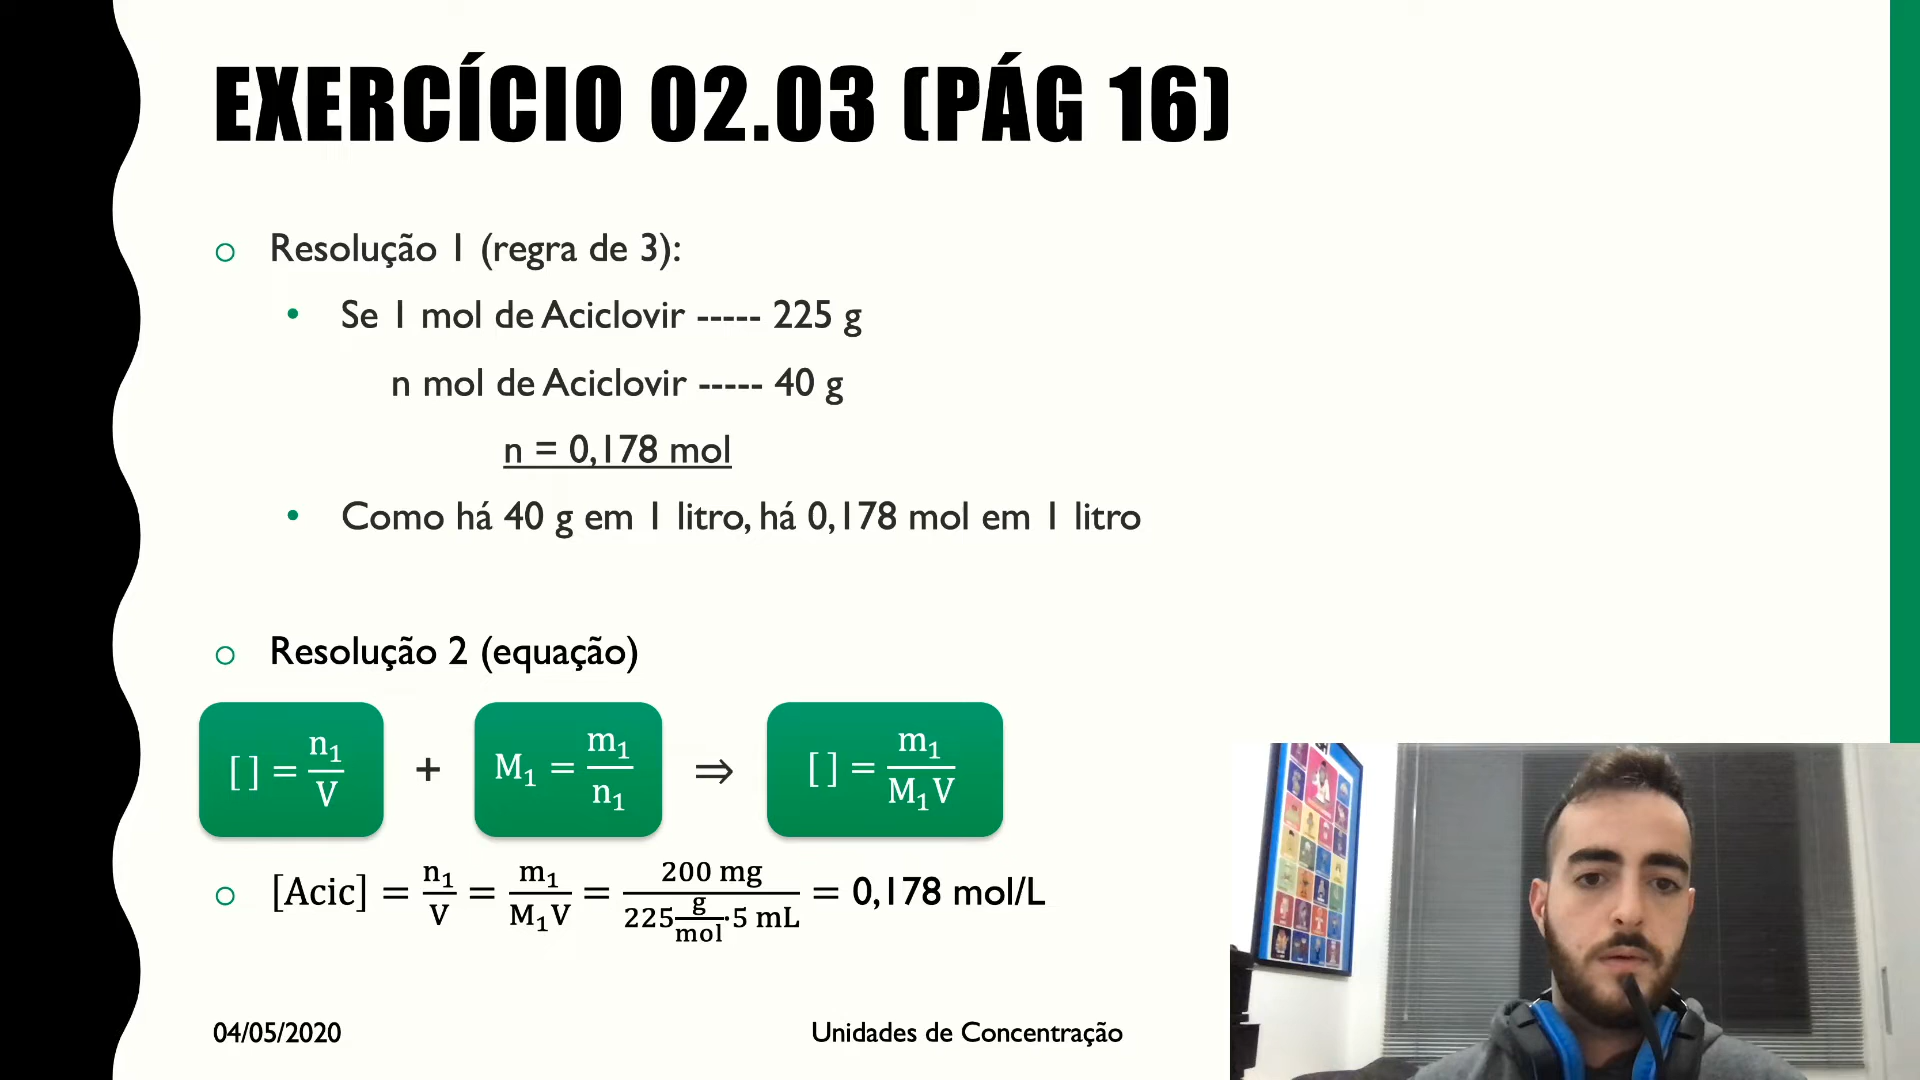 EXERCÍCIO 02.03 (PÁG 16)
○ Resolução 1 (regra de 3):
• Se 1 mol de Aciclovir ----- 225 g
n mol de Aciclovir ----- 40 g
n = 0,178 mol
• Como há 40 g em 1 litro, há 0,178 mol em 1 litro
○ Resolução 2 (equação)
[ ] = n₁/V + M₁ = m₁/n₁ ⇒ [ ] = m₁/M₁V
○ [Acic] = n₁/V = m₁/M₁V = 200 mg/225 g/mol·5 mL = 0,178 mol/L
04/05/2020 Unidades de Concentração